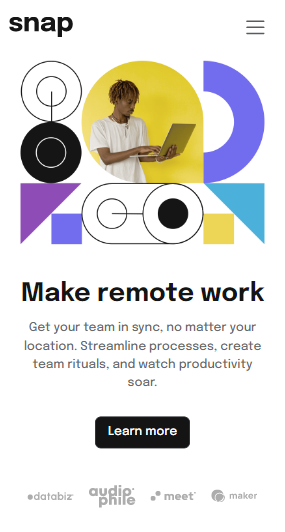 snap
Make remote work
Get your team in sync, no matter your
location. Streamline processes, create
team rituals, and watch productivity
soar.
Learn more
databiz
audiophile
meet
maker